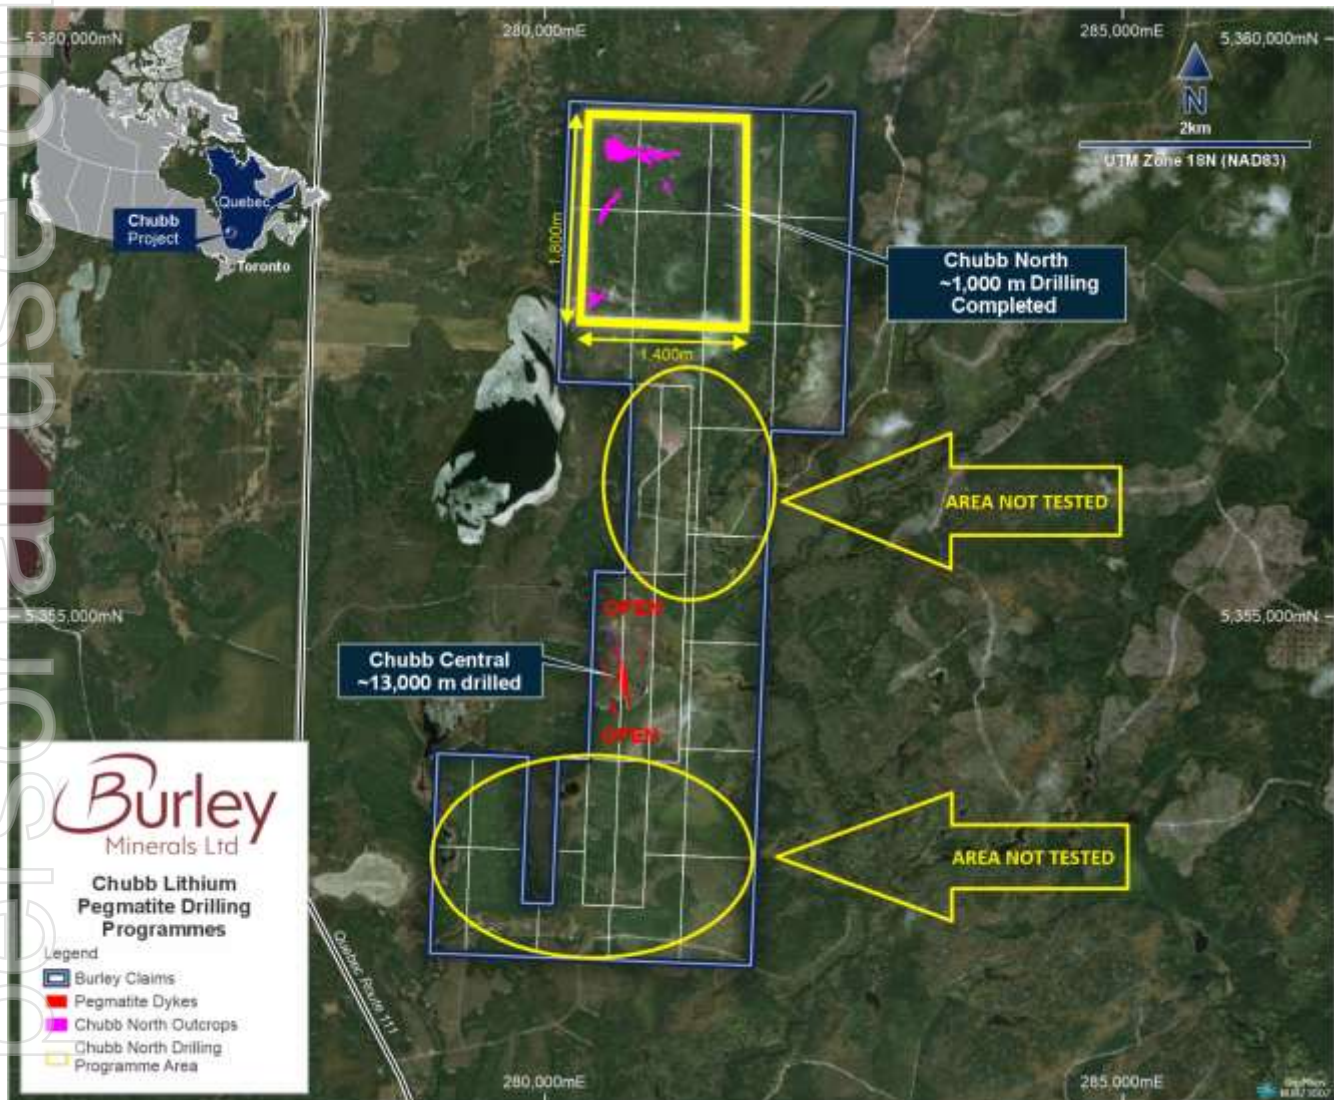 5,360,000mN
280,000mE
285,000mE
5,360,000mN
N
2km
UTM Zone 18N (NAD83)
Quebec
Chubb
Project
Toronto
1,800m
Chubb North
~1,000 m Drilling
Completed
1,400m
AREA NOT TESTED
5,355,000mN
5,355,000mN
OPEN
Chubb Central
~13,000 m drilled
OPEN
AREA NOT TESTED
Burley
Minerals Ltd
Chubb Lithium
Pegmatite Drilling
Programmes
Legend
Burley Claims
Pegmatite Dykes
Chubb North Outcrops
Chubb North Drilling
Programme Area
Quebec Route 111
280,000mE
285,000mE